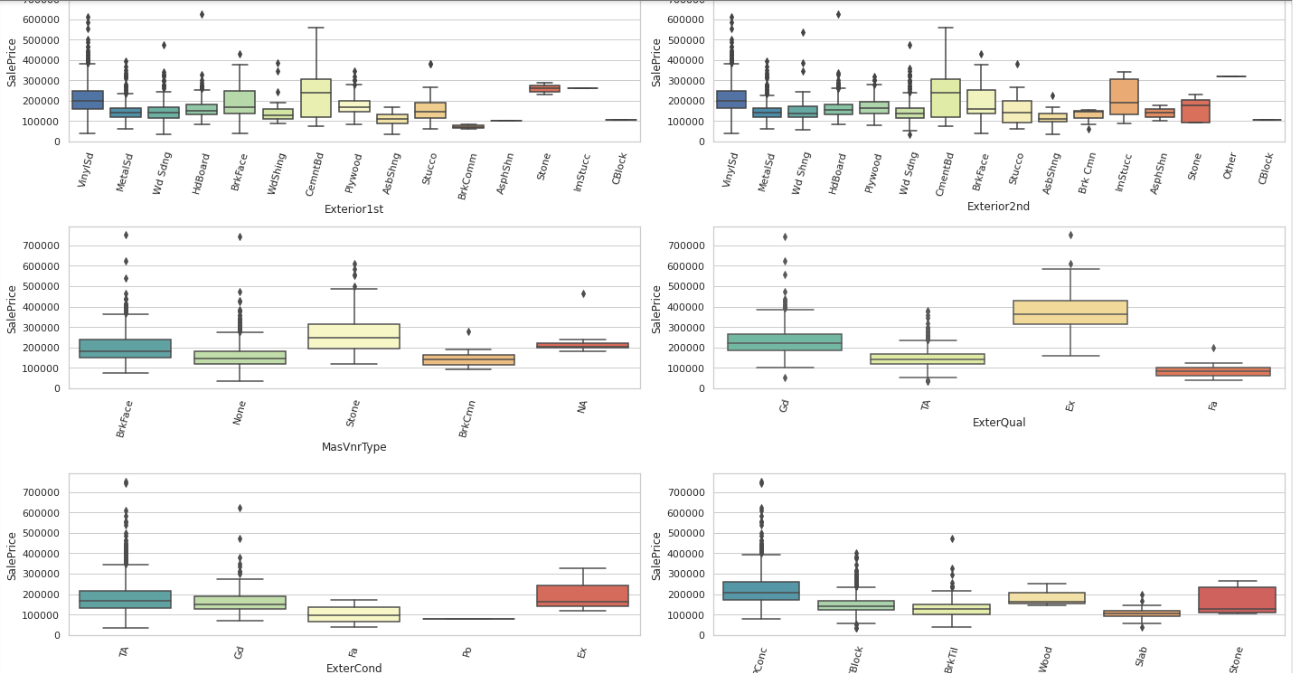 600000
500000
400000
300000
200000
100000
0
SalePrice
VinylSd
MetalSd
Wd Sdng
HdBoard
BrkFace
WdShing
CemntBd
Plywood
AsbShng
Stucco
BrkComm
AsphShn
Stone
ImStucc
CBlock
Exterior1st
600000
500000
400000
300000
200000
100000
0
SalePrice
VinylSd
MetalSd
Wd Shng
HdBoard
Plywood
Wd Sdng
CmentBd
BrkFace
Stucco
AsbShng
Brk Cmn
ImStucc
AsphShn
Stone
Other
CBlock
Exterior2nd
700000
600000
500000
400000
300000
200000
100000
0
SalePrice
BrkFace
None
Stone
BrkCmn
NA
MasVnrType
700000
600000
500000
400000
300000
200000
100000
0
SalePrice
Gd
TA
Ex
Fa
ExterQual
700000
600000
500000
400000
300000
200000
100000
0
SalePrice
TA
Gd
Fa
Po
Ex
ExterCond
700000
600000
500000
400000
300000
200000
100000
0
SalePrice
BrkTil
Wood
Slab
Stone